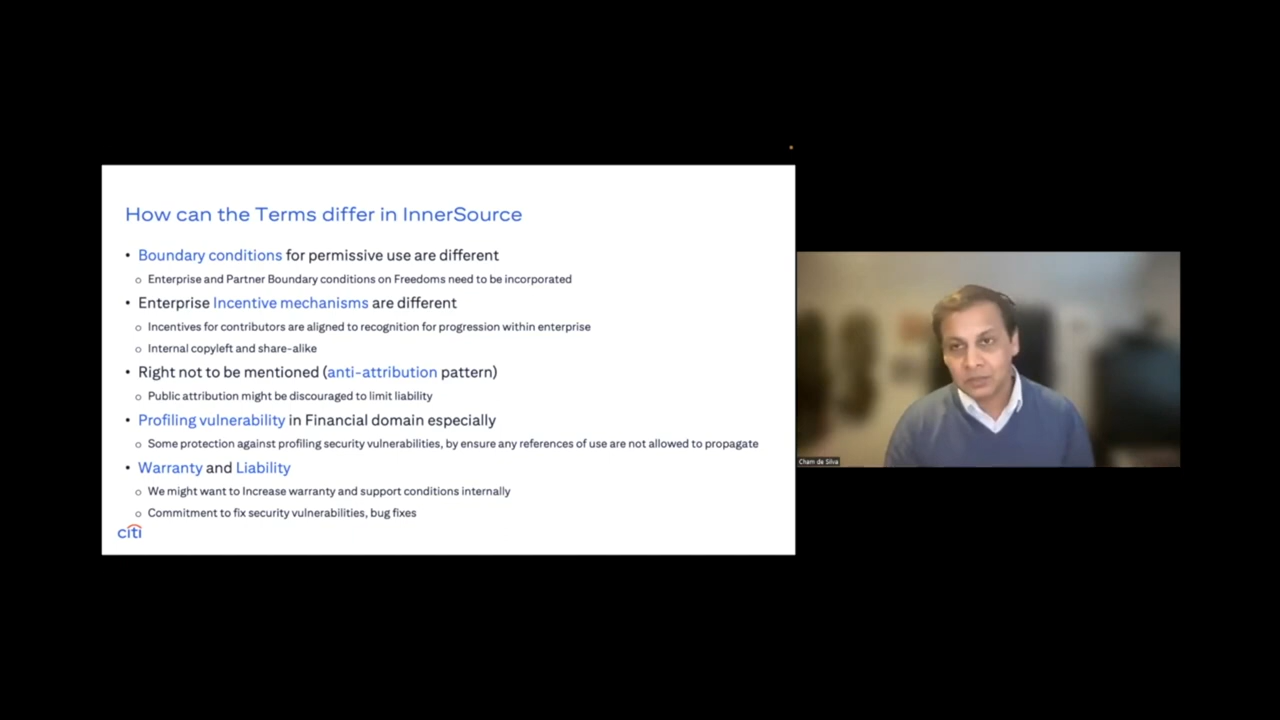 How can the Terms differ in InnerSource
• Boundary conditions for permissive use are different
○ Enterprise and Partner Boundary conditions on Freedoms need to be incorporated
• Enterprise Incentive mechanisms are different
○ Incentives for contributors are aligned to recognition for progression within enterprise
○ Internal copyleft and share-alike
• Right not to be mentioned (anti-attribution pattern)
○ Public attribution might be discouraged to limit liability
• Profiling vulnerability in Financial domain especially
○ Some protection against profiling security vulnerabilities, by ensure any references of use are not allowed to propagate
• Warranty and Liability
○ We might want to Increase warranty and support conditions internally
○ Commitment to fix security vulnerabilities, bug fixes
citi
Cham de Silva